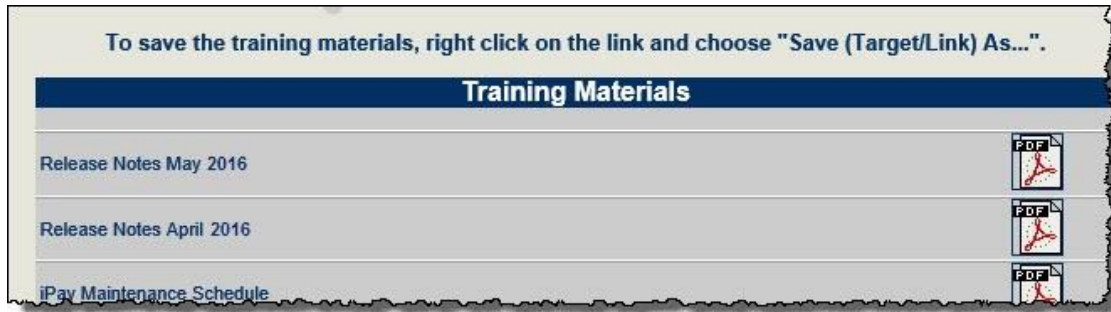 To save the training materials, right click on the link and choose "Save (Target/Link) As...".
Training Materials
Release Notes May 2016
PDF
Release Notes April 2016
PDF
iPay Maintenance Schedule
PDF